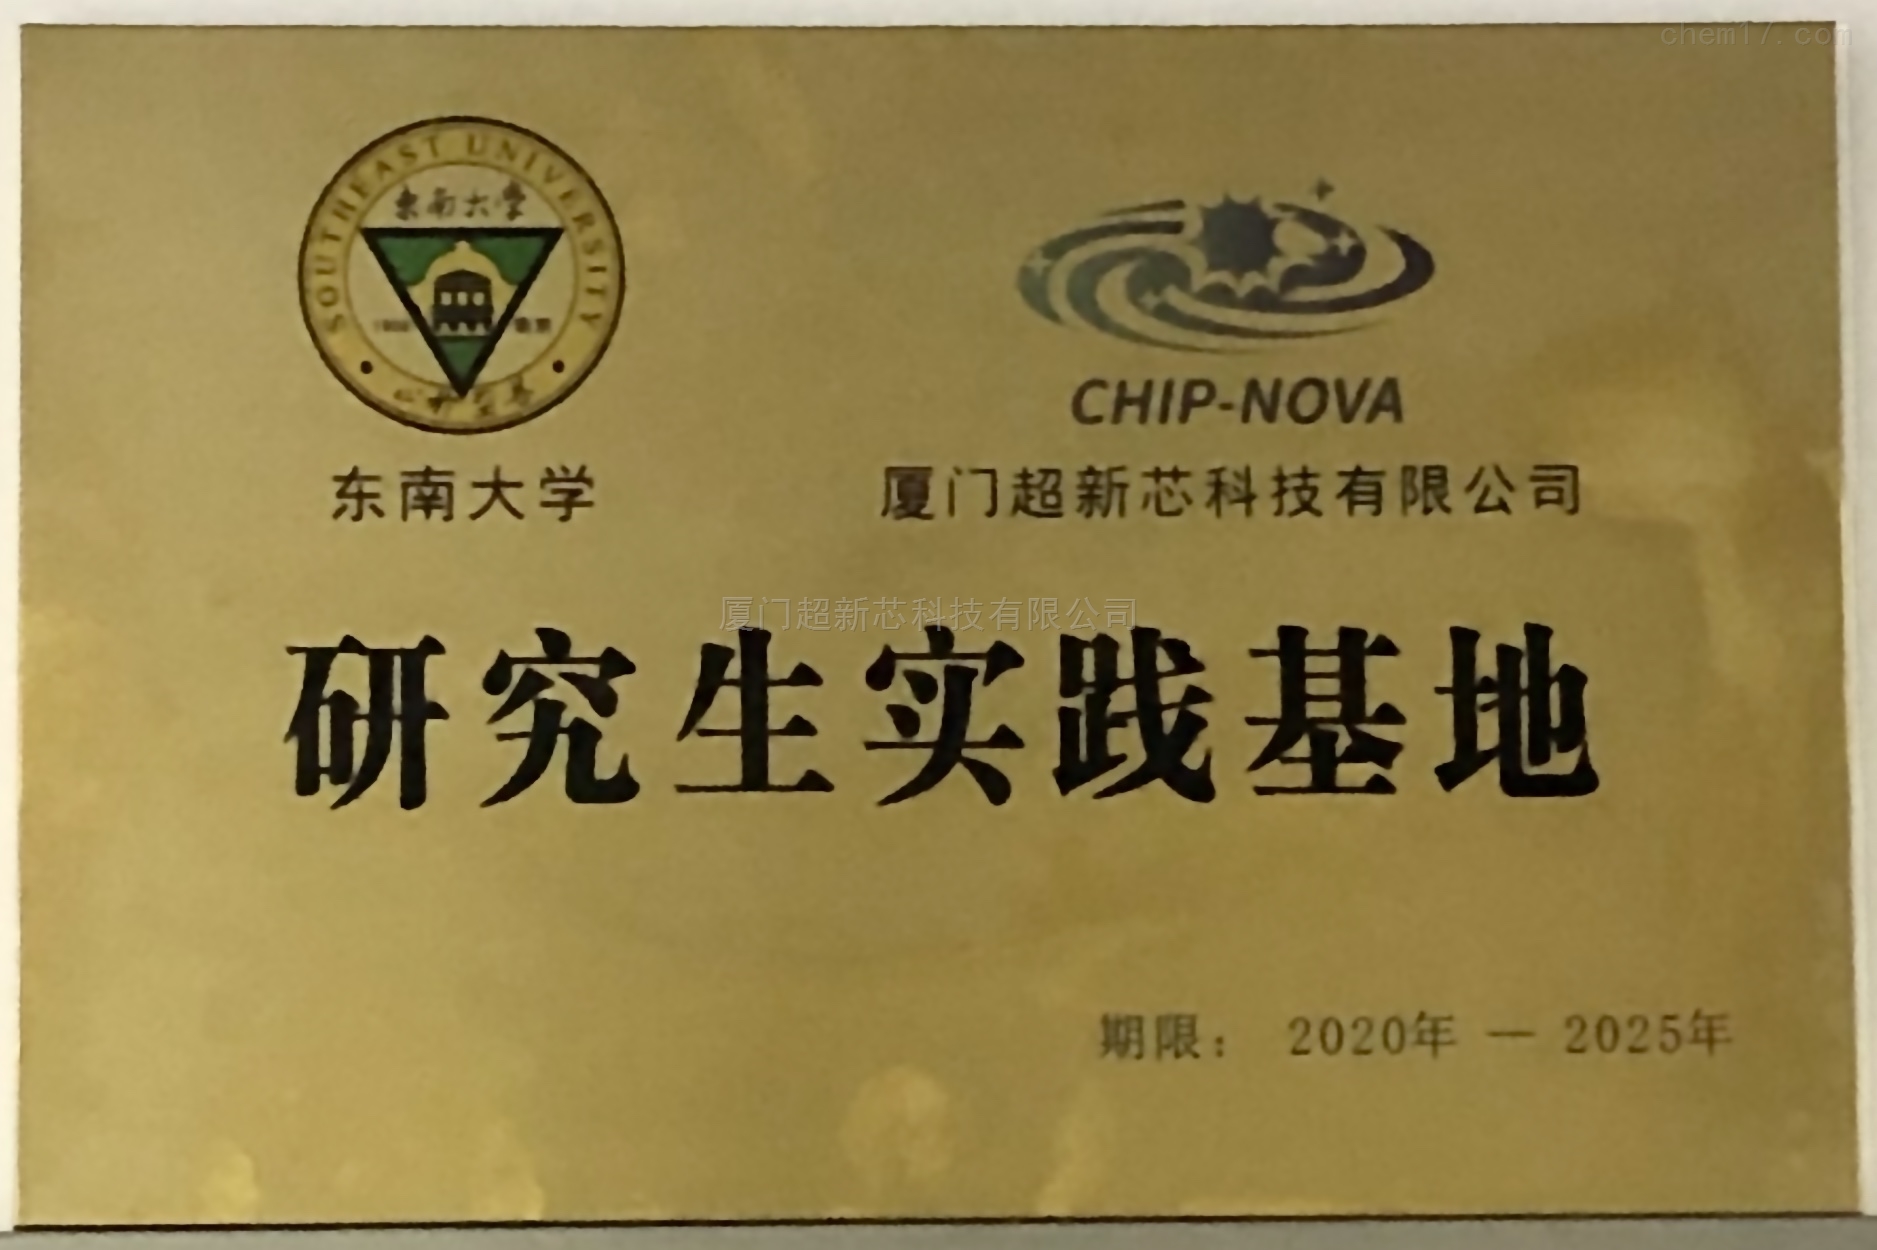 chem17.com
SOUTHEAST UNIVERSITY
东南大学
CHIP-NOVA
东南大学
厦门超新芯科技有限公司
厦门超新芯科技有限公司
研究生实践基地
期限： 2020年 — 2025年